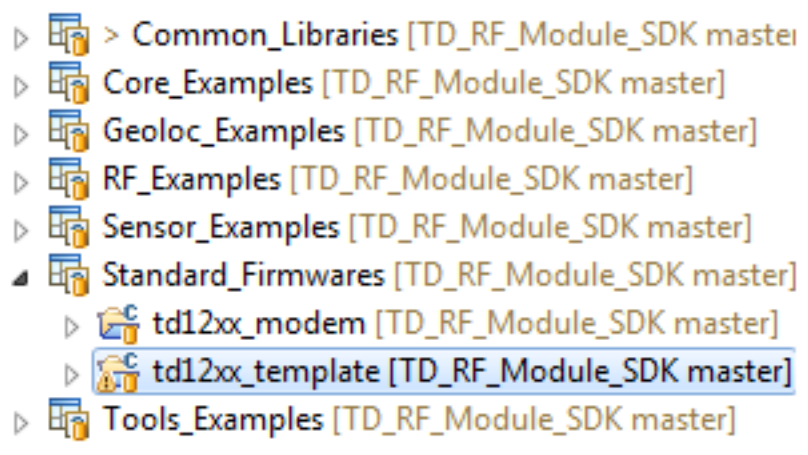 > Common_Libraries [TD_RF_Module_SDK master
Core_Examples [TD_RF_Module_SDK master]
Geoloc_Examples [TD_RF_Module_SDK master]
RF_Examples [TD_RF_Module_SDK master]
Sensor_Examples [TD_RF_Module_SDK master]
Standard_Firmwares [TD_RF_Module_SDK master]
td12xx_modem [TD_RF_Module_SDK master]
td12xx_template [TD_RF_Module_SDK master]
Tools_Examples [TD_RF_Module_SDK master]